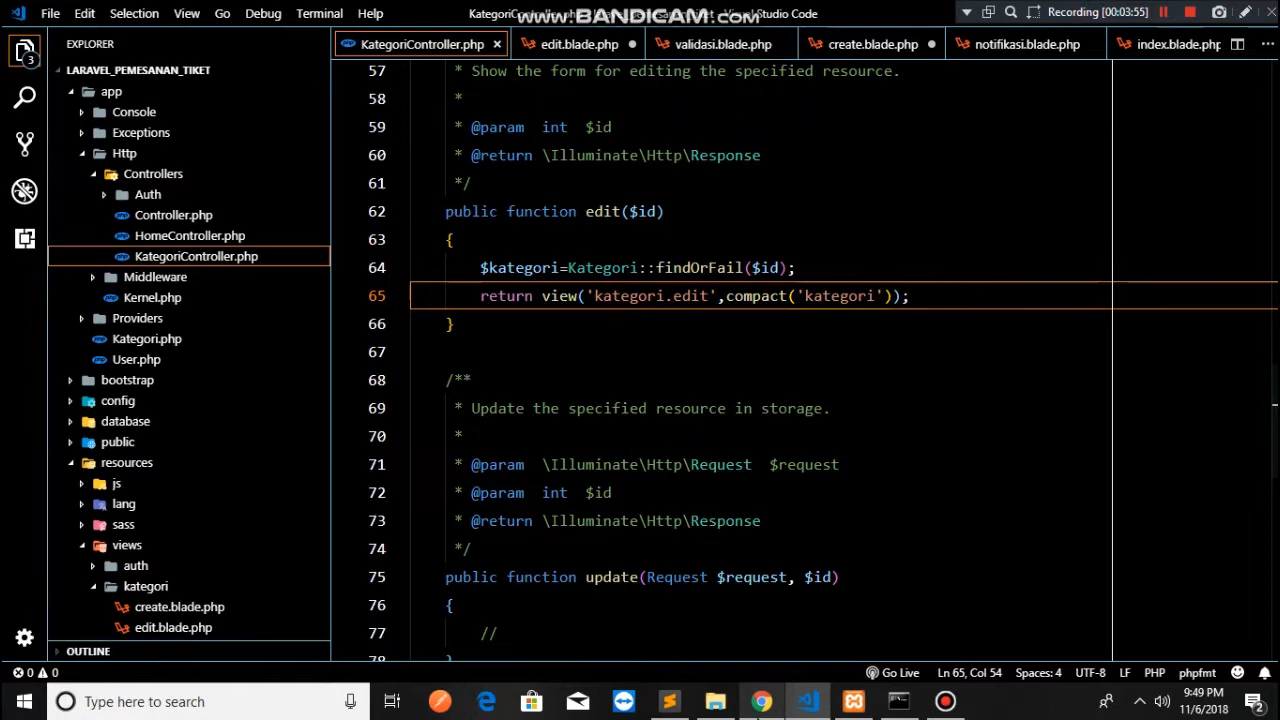 File Edit Selection View Go Debug Terminal Help
www.BANDICAM.com
Studio Code
Recording [00:03:55]
EXPLORER
KategoriController.php ×
edit.blade.php
validasi.blade.php
create.blade.php
notifikasi.blade.php
index.blade.php
3
LARAVEL_PEMESANAN_TIKET
app
Console
Exceptions
Http
Controllers
Auth
Controller.php
HomeController.php
KategoriController.php
Middleware
Kernel.php
Providers
Kategori.php
User.php
bootstrap
config
database
public
resources
js
lang
sass
views
auth
kategori
create.blade.php
edit.blade.php
OUTLINE
57 * Show the form for editing the specified resource.
58 *
59 * @param  int  $id
60 * @return \Illuminate\Http\Response
61 */
62 public function edit($id)
63 {
64 $kategori=Kategori::findOrFail($id);
65 return view('kategori.edit',compact('kategori'));
66 }
67
68 /**
69 * Update the specified resource in storage.
70 *
71 * @param  \Illuminate\Http\Request  $request
72 * @param  int  $id
73 * @return \Illuminate\Http\Response
74 */
75 public function update(Request $request, $id)
76 {
77 //
78 }
0 0
Go Live
Ln 65, Col 54
Spaces: 4
UTF-8
LF
PHP
phpfmt
Type here to search
9:49 PM
11/6/2018
2